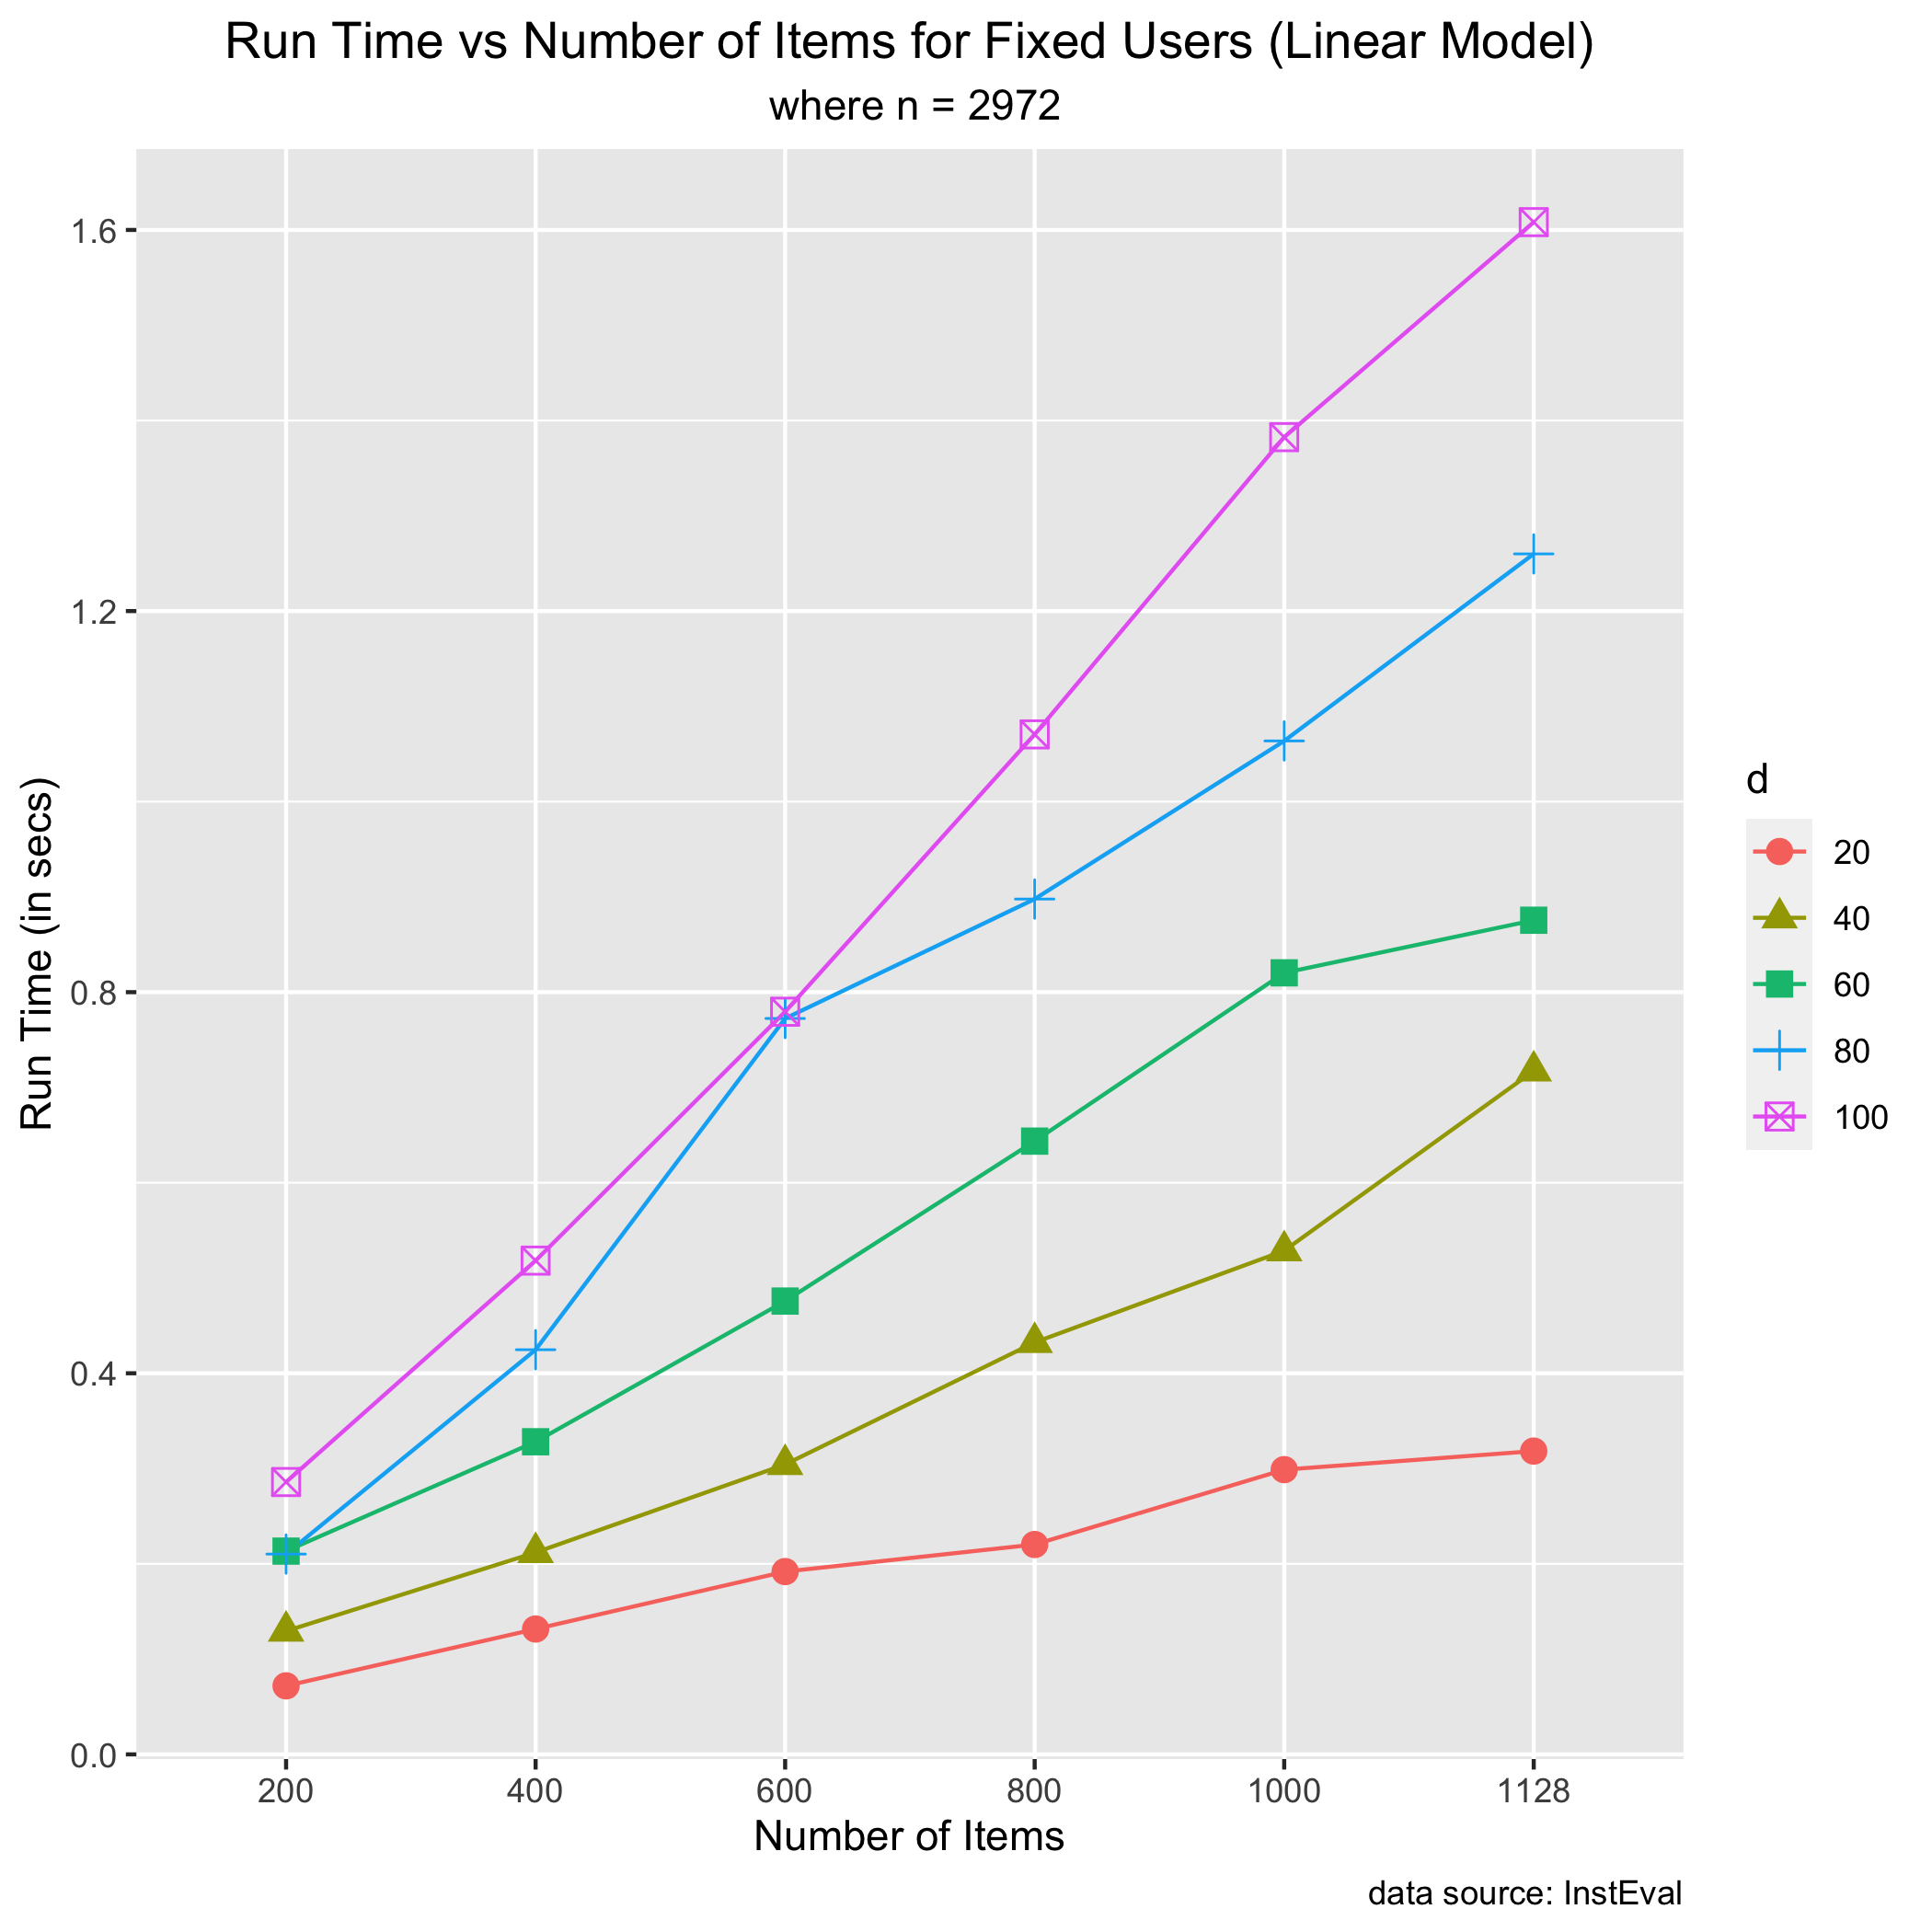 Run Time vs Number of Items for Fixed Users (Linear Model)
where n = 2972
Run Time (in secs)
1.6
1.2
0.8
0.4
0.0
200 400 600 800 1000 1128
Number of Items
d
20
40
60
80
100
data source: InstEval